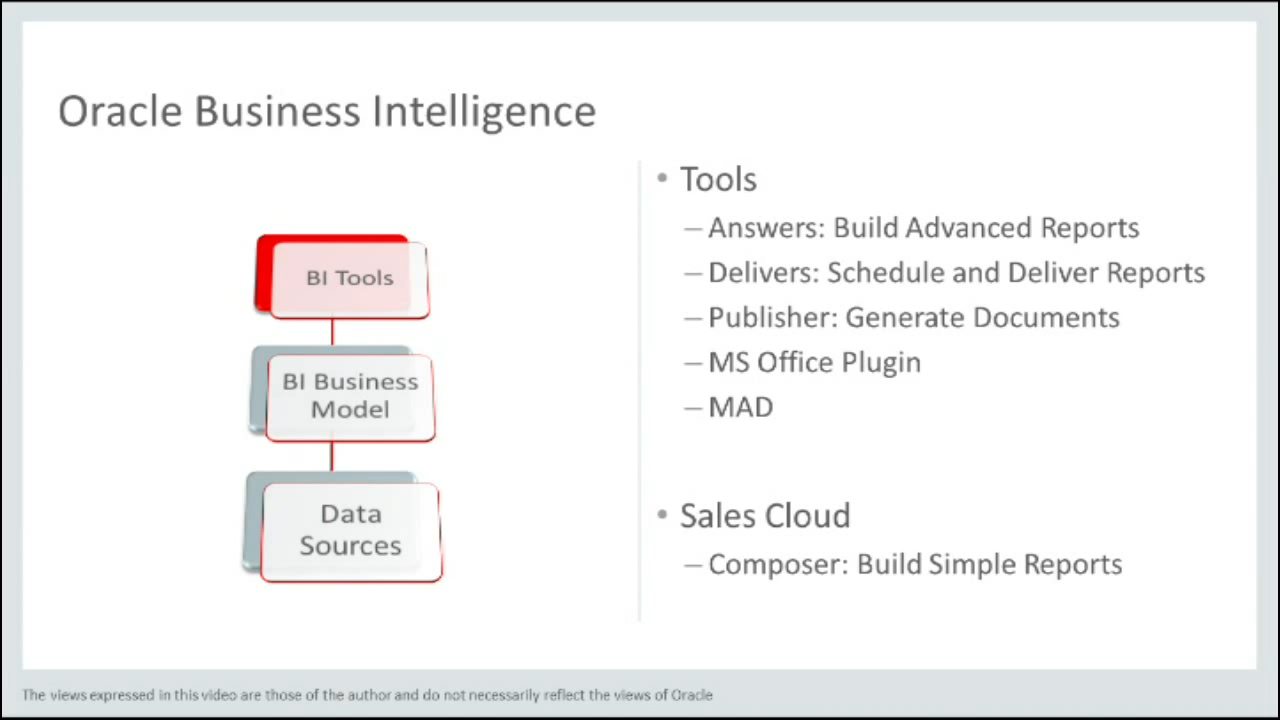 Oracle Business Intelligence
BI Tools
BI Business
Model
Data
Sources
• Tools
– Answers: Build Advanced Reports
– Delivers: Schedule and Deliver Reports
– Publisher: Generate Documents
– MS Office Plugin
– MAD
• Sales Cloud
– Composer: Build Simple Reports
The views expressed in this video are those of the author and do not necessarily reflect the views of Oracle